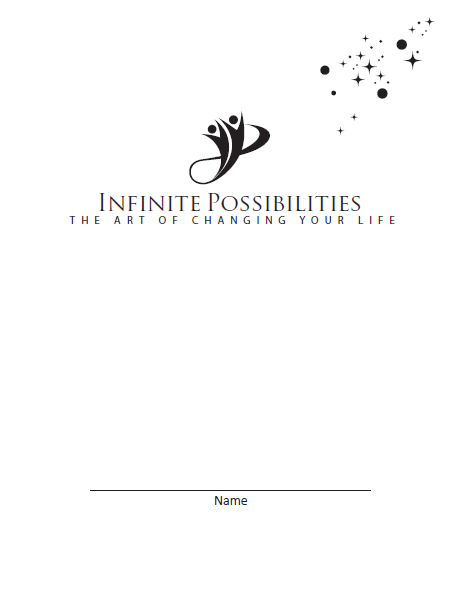 INFINITE POSSIBILITIES
THE ART OF CHANGING YOUR LIFE
Name